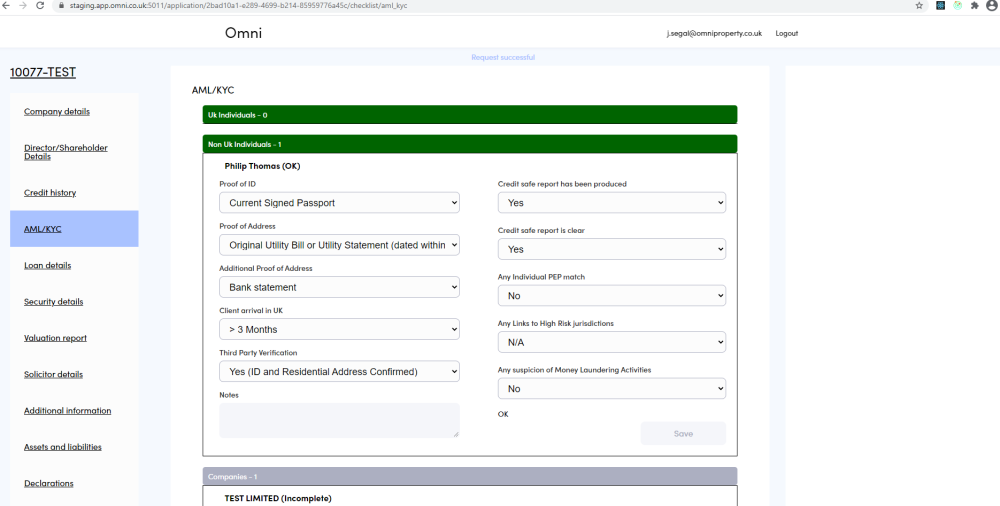 staging.app.omni.co.uk:5011/application/2bad10a1-e289-4699-b214-85959776a45c/checklist/aml_kyc
Omni
j.segal@omniproperty.co.uk
Logout
Request successful
10077-TEST
Company details
Director/Shareholder
Details
Credit history
AML/KYC
Loan details
Security details
Valuation report
Solicitor details
Additional information
Assets and liabilities
Declarations
AML/KYC
Uk Individuals - 0
Non Uk Individuals - 1
Philip Thomas (OK)
Proof of ID
Current Signed Passport
Proof of Address
Original Utility Bill or Utility Statement (dated within
Additional Proof of Address
Bank statement
Client arrival in UK
> 3 Months
Third Party Verification
Yes (ID and Residential Address Confirmed)
Notes
Credit safe report has been produced
Yes
Credit safe report is clear
Yes
Any Individual PEP match
No
Any Links to High Risk jurisdictions
N/A
Any suspicion of Money Laundering Activities
No
OK
Save
Companies - 1
TEST LIMITED (Incomplete)